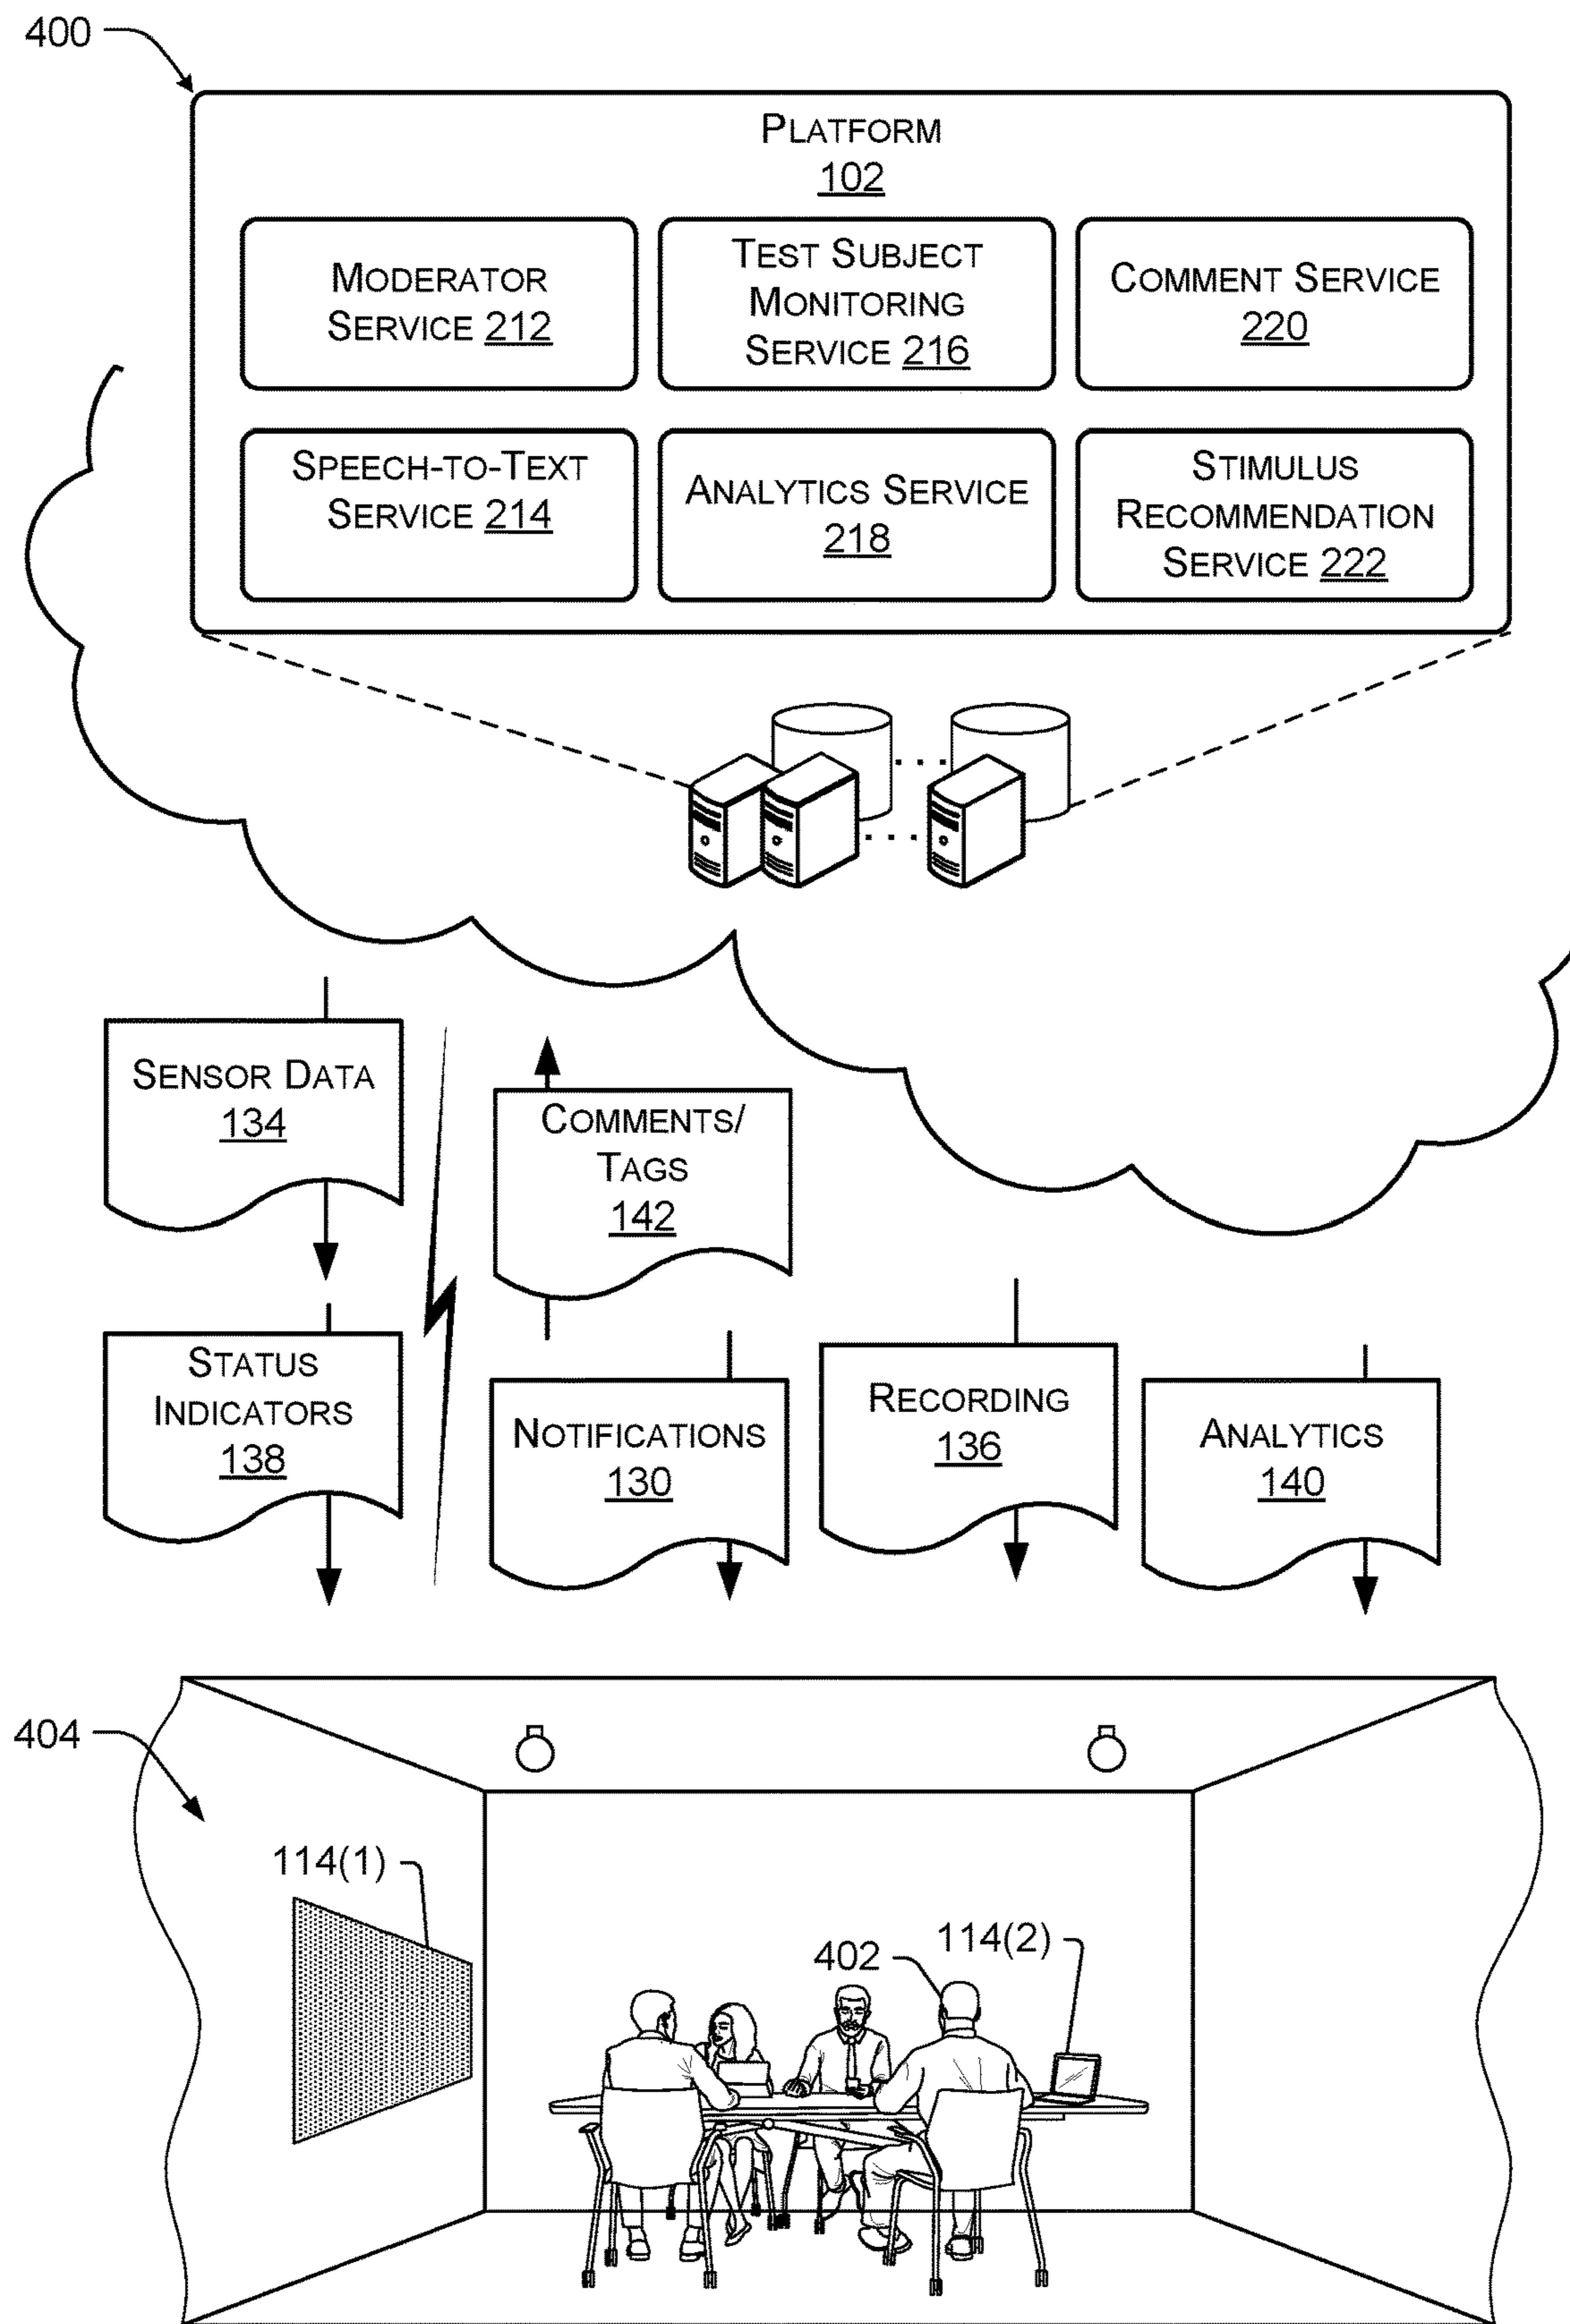 400
PLATFORM
102
MODERATOR
SERVICE 212
TEST SUBJECT
MONITORING
SERVICE 216
COMMENT SERVICE
220
SPEECH-TO-TEXT
SERVICE 214
ANALYTICS SERVICE
218
STIMULUS
RECOMMENDATION
SERVICE 222
SENSOR DATA
134
COMMENTS/
TAGS
142
STATUS
INDICATORS
138
NOTIFICATIONS
130
RECORDING
136
ANALYTICS
140
404
114(1)
402
114(2)